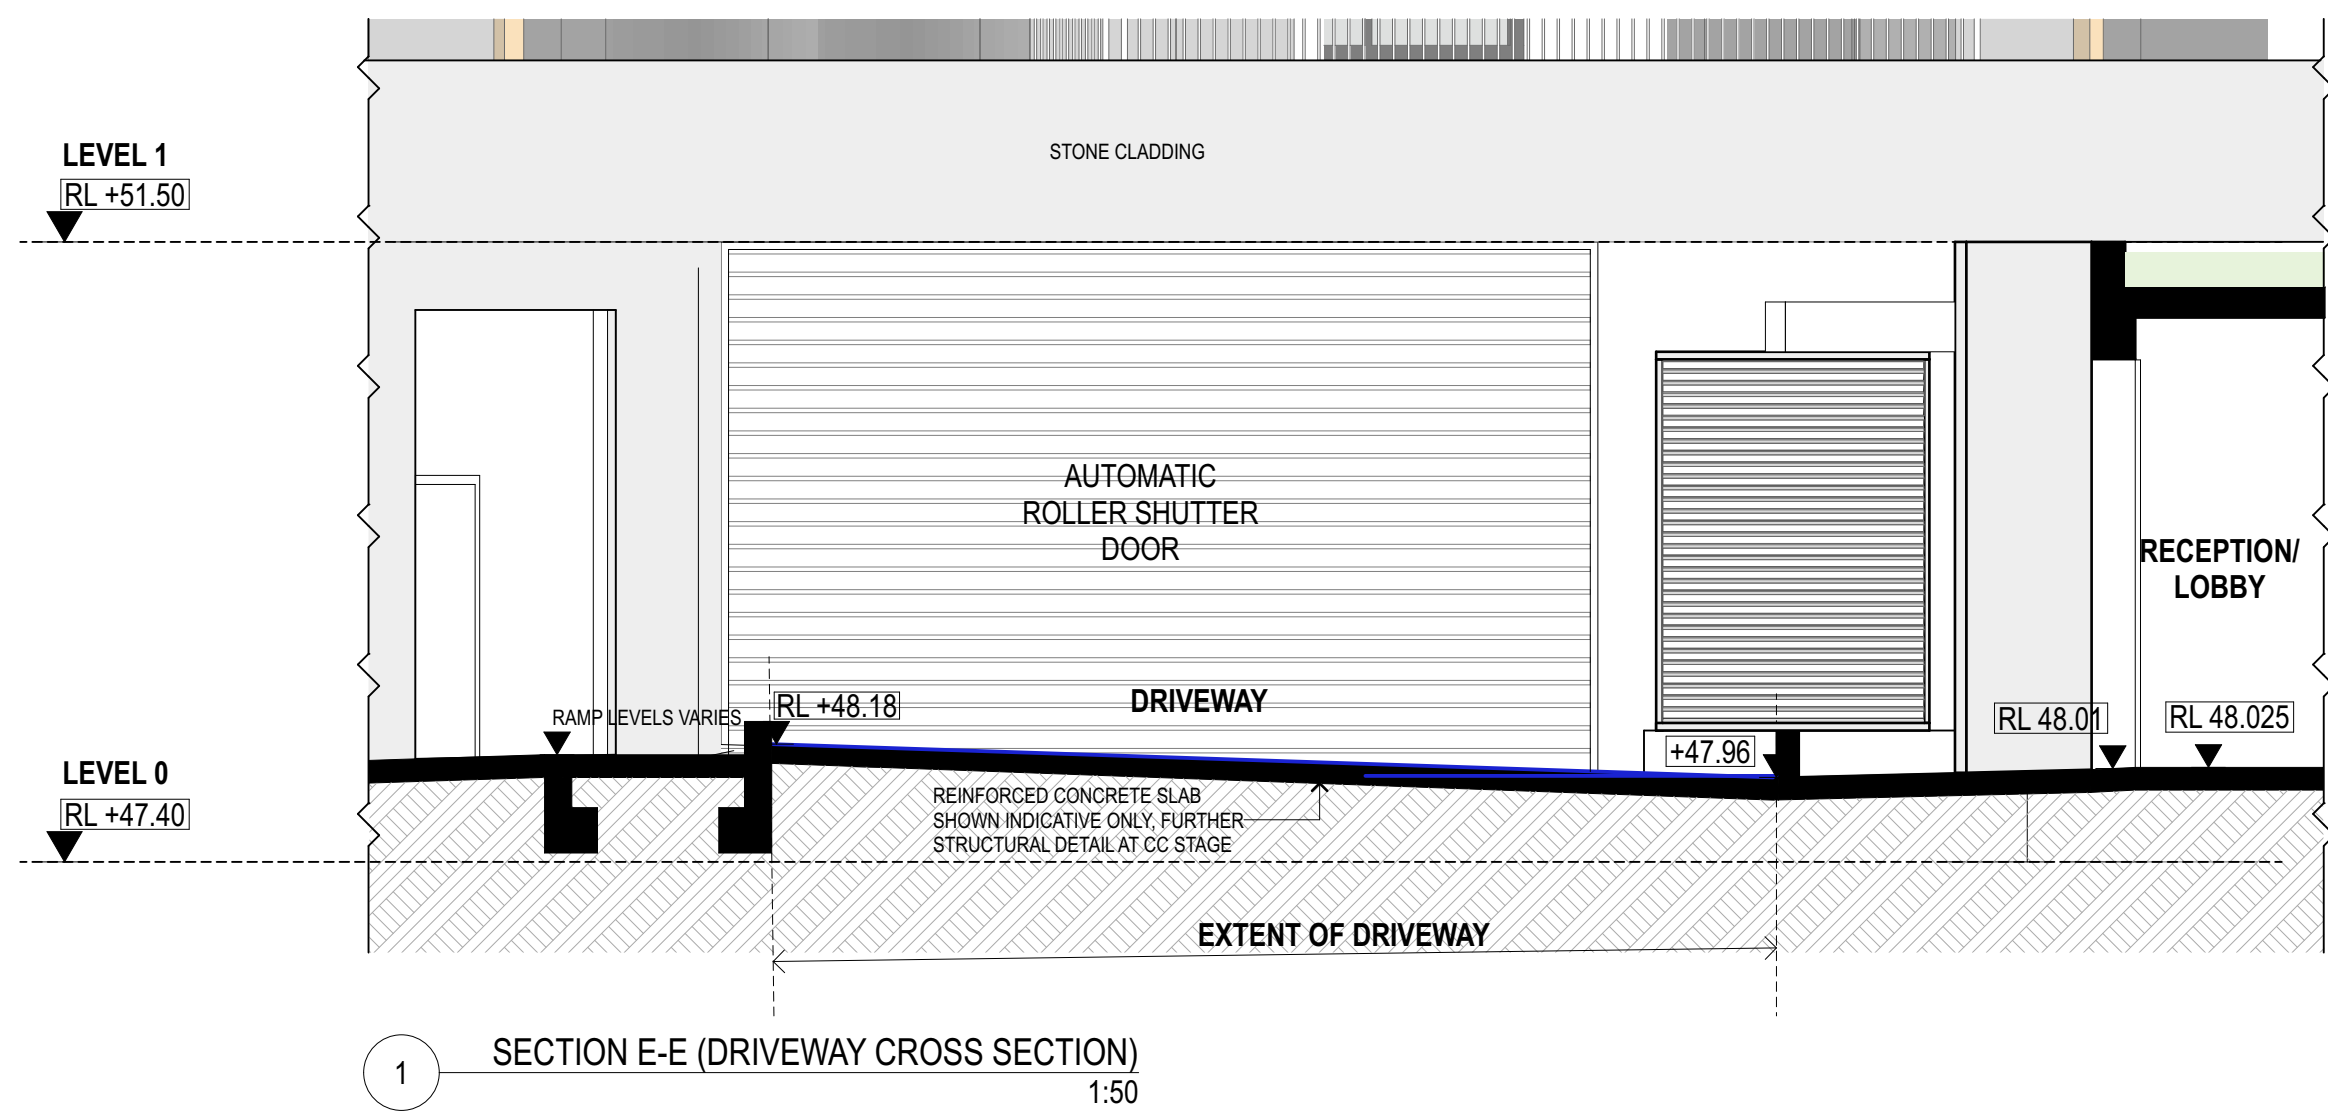 STONE CLADDING
LEVEL 1
RL +51.50
AUTOMATIC
ROLLER SHUTTER
DOOR
RECEPTION/
LOBBY
RAMP LEVELS VARIES
RL +48.18
DRIVEWAY
+47.96
RL 48.01
RL 48.025
LEVEL 0
RL +47.40
REINFORCED CONCRETE SLAB
SHOWN INDICATIVE ONLY, FURTHER
STRUCTURAL DETAIL AT CC STAGE
EXTENT OF DRIVEWAY
1
SECTION E-E (DRIVEWAY CROSS SECTION)
1:50